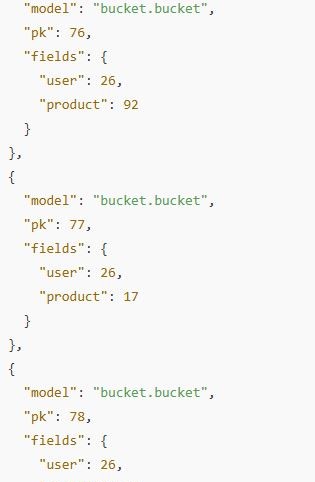 "model": "bucket.bucket",
"pk": 76,
"fields": {
"user": 26,
"product": 92
}
},
{
"model": "bucket.bucket",
"pk": 77,
"fields": {
"user": 26,
"product": 17
}
},
{
"model": "bucket.bucket",
"pk": 78,
"fields": {
"user": 26,